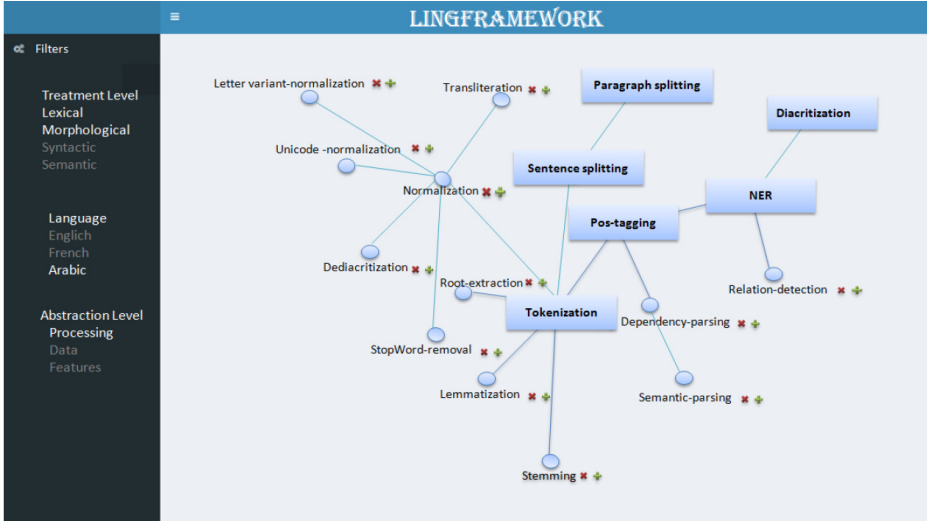 LINGFRAMEWORK
Filters
Treatment Level
Lexical
Morphological
Syntactic
Semantic
Language
Englich
French
Arabic
Abstraction Level
Processing
Data
Features
Letter variant-normalization
Transliteration
Paragraph splitting
Diacritization
Unicode -normalization
Sentence splitting
Normalization
NER
Pos-tagging
Dediacritization
Root-extraction
Relation-detection
Tokenization
Dependency-parsing
StopWord-removal
Lemmatization
Semantic-parsing
Stemming